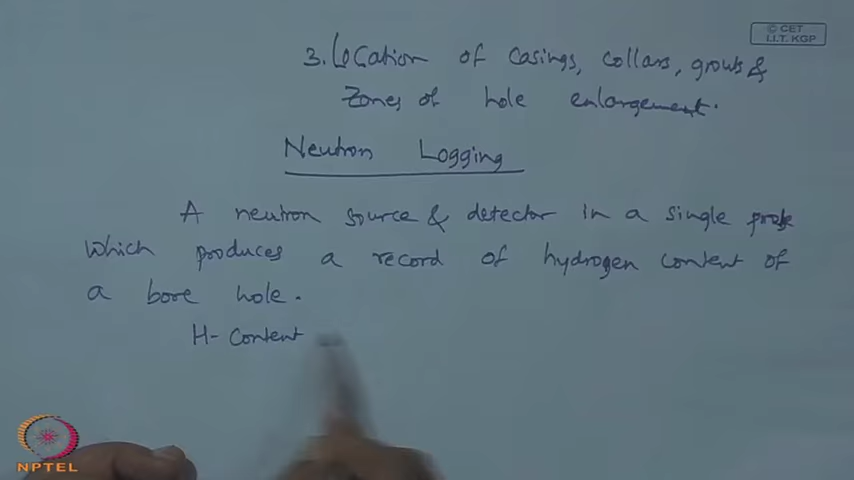 © CET
I.I.T. KGP
3. Location of casings, collars, grouts &
Zones of hole enlargement.
Neutron Logging
A neutron source & detector in a single probe
which produces a record of hydrogen content of
a bore hole.
H- Content
NPTEL